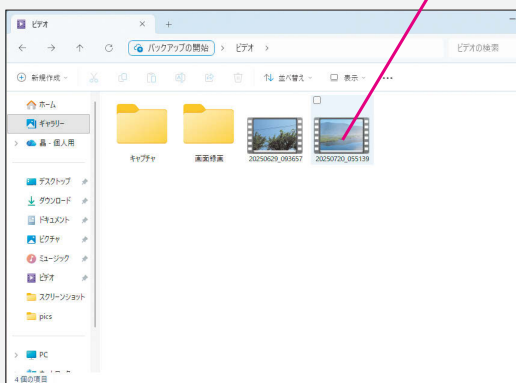 ビデオ
バックアップの開始 > ビデオ >
ビデオの検索
新規作成
並べ替え
表示
ホーム
ギャラリー
個人用
デスクトップ
ダウンロード
ドキュメント
ピクチャ
ミュージック
ビデオ
スクリーンショット
pics
PC
キャプチャ
画面録画
20250629_093657
20250720_055139
4 個の項目